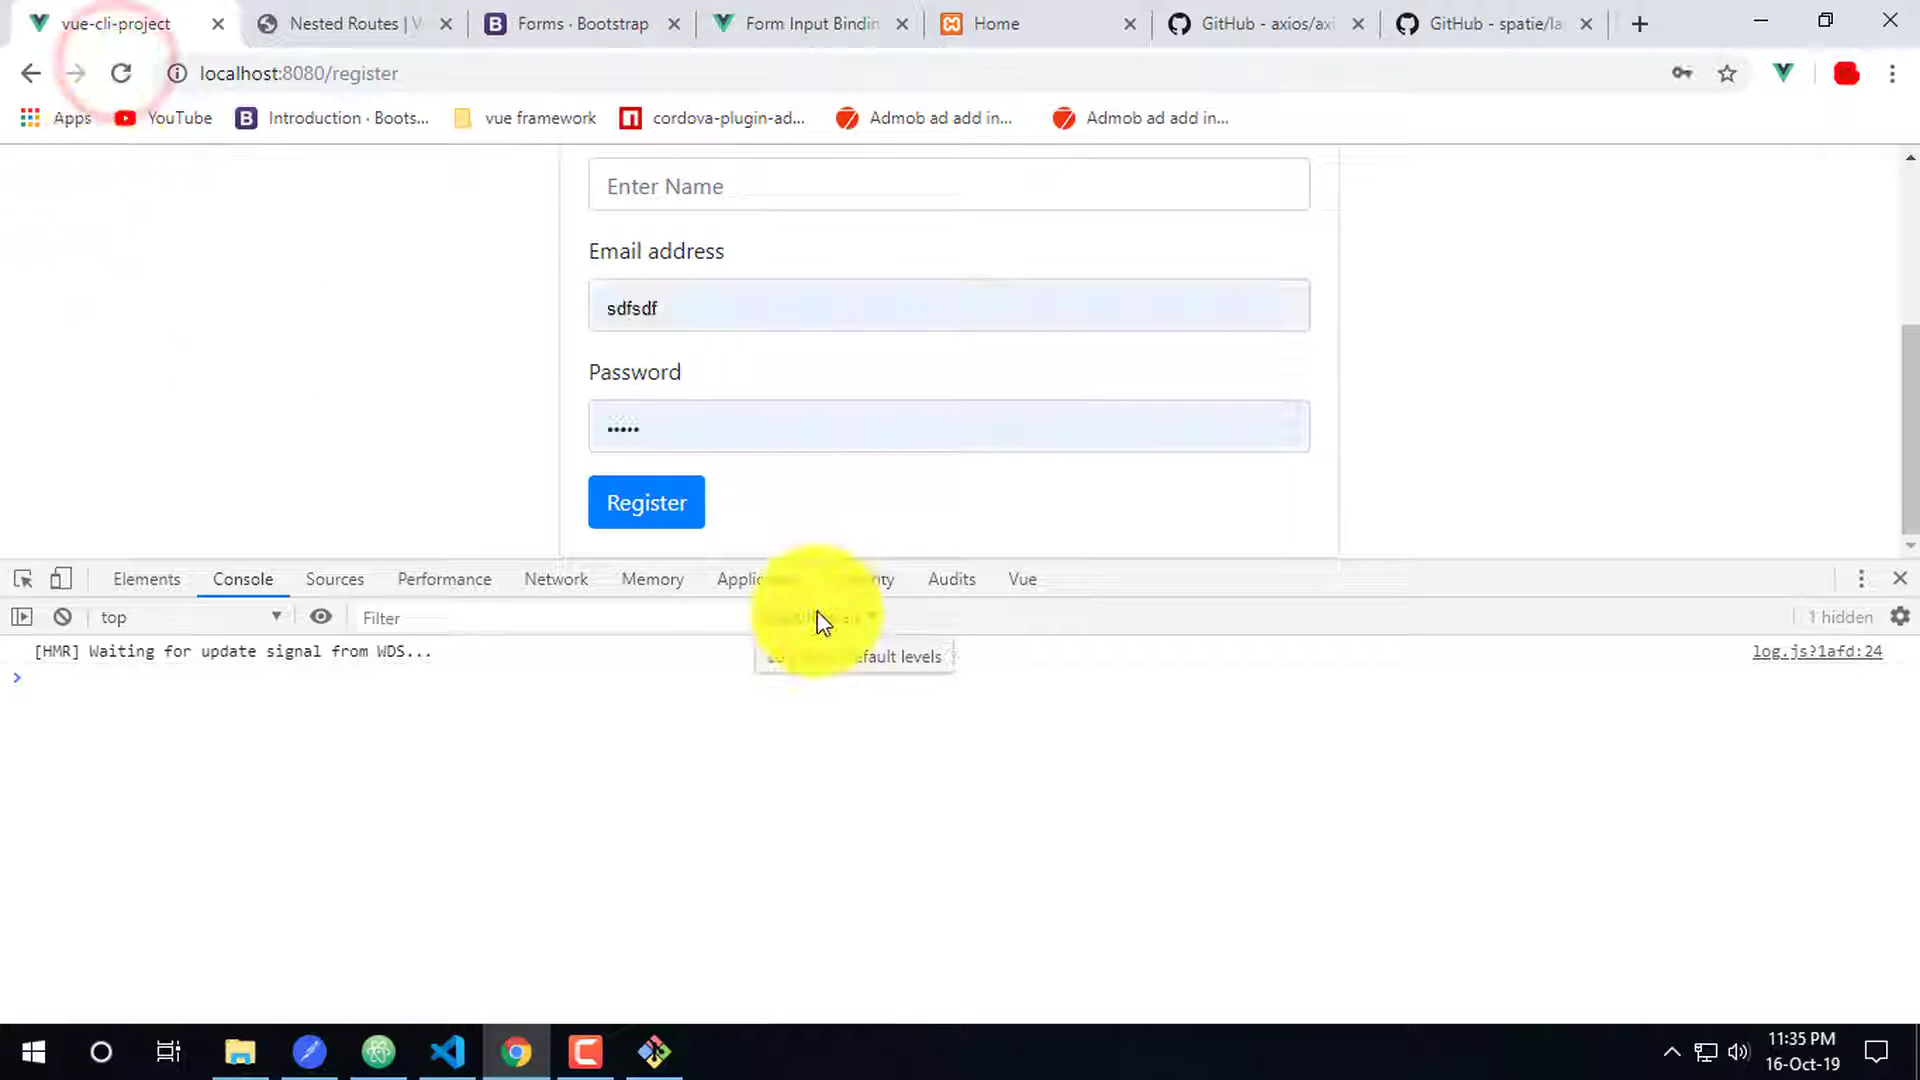 vue-cli-project
Nested Routes | V
Forms · Bootstrap
Form Input Bindin
Home
GitHub - axios/axi
GitHub - spatie/la
localhost:8080/register
Apps
YouTube
Introduction · Boots...
vue framework
cordova-plugin-ad...
Admob ad add in...
Admob ad add in...
Enter Name
Email address
sdfsdf
Password
•••••
Register
Elements
Console
Sources
Performance
Network
Memory
Audits
Vue
top
Filter
1 hidden
[HMR] Waiting for update signal from WDS...
log.js?1afd:24
levels
>
11:35 PM
16-Oct-19